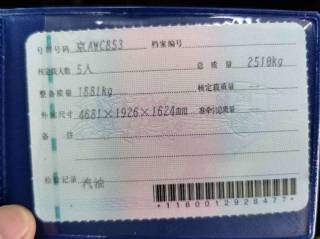 号牌号码 京AWC853 档案编号
核定载人数 5人 总质量 2510kg
整备质量 1881kg 核定载质量 --
外廓尺寸 4681×1926×1624mm 准牵引总质量 --
备注
检验记录 汽油
*1180012928477*